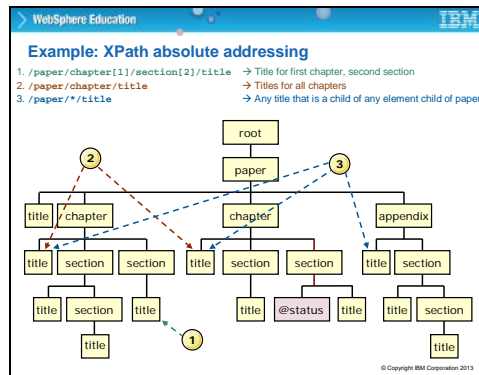 WebSphere Education
IBM
Example: XPath absolute addressing
1. /paper/chapter[1]/section[2]/title → Title for first chapter, second section
2. /paper/chapter/title → Titles for all chapters
3. /paper/*/title → Any title that is a child of any element child of paper
root
2 paper 3
title chapter chapter appendix
title section section title section section title section
title section title title @status title title section
title 1 title
© Copyright IBM Corporation 2013